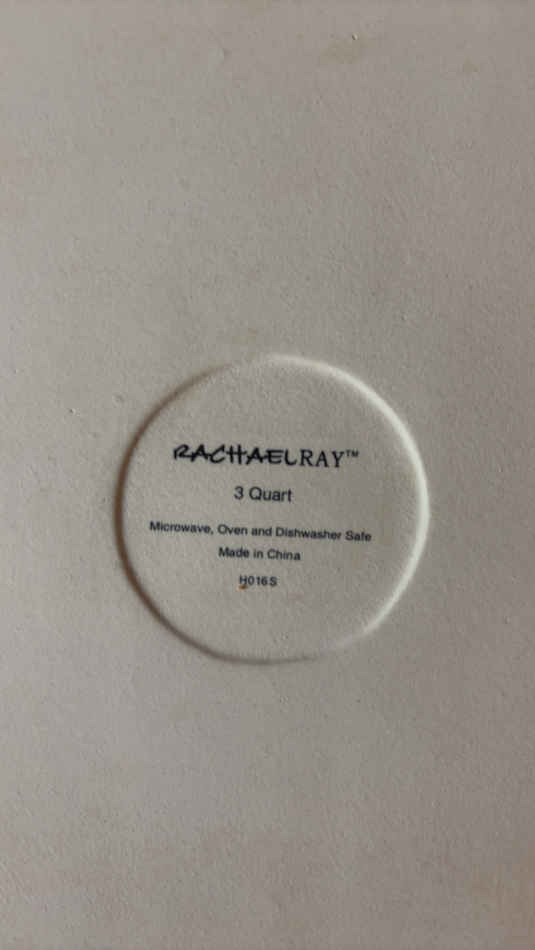 RACHAELRAY™
3 Quart
Microwave, Oven and Dishwasher Safe
Made in China
H016S